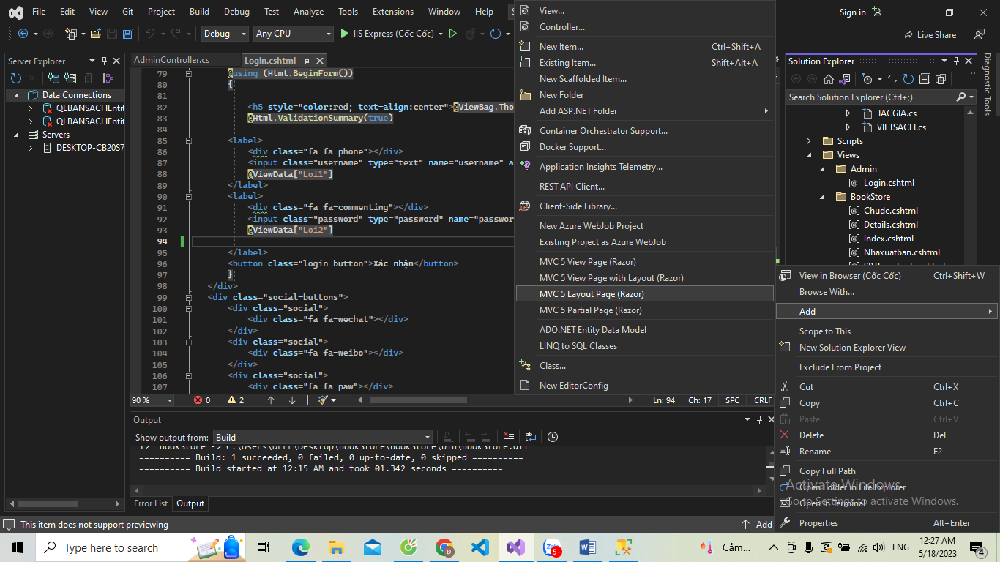 File Edit View Git Project Build Debug Test Analyze Tools Extensions Window Help
Sign in
Debug Any CPU IIS Express (Cốc Cốc)
Live Share
Server Explorer
Data Connections
QLBANSACHEntit
QLBANSACHEntit
Servers
DESKTOP-CB20S7
AdminController.cs Login.cshtml
79 @using (Html.BeginForm())
80 {
81
82 <h5 style="color:red; text-align:center">@ViewBag.Tho
83 @Html.ValidationSummary(true)
84
85 <label>
86 <div class="fa fa-phone"></div>
87 <input class="username" type="text" name="username" a
88 @ViewData["Loi1"]
89 </label>
90 <label>
91 <div class="fa fa-commenting"></div>
92 <input class="password" type="password" name="passwor
93 @ViewData["Loi2"]
94
95 </label>
96 <button class="login-button">Xác nhận</button>
97 }
98 </div>
99 <div class="social-buttons">
100 <div class="social">
101 <div class="fa fa-wechat"></div>
102 </div>
103 <div class="social">
104 <div class="fa fa-weibo"></div>
105 </div>
106 <div class="social">
107 <div class="fa fa-paw"></div>
90 % 0 2 Ln: 94 Ch: 17 SPC CRLF
Output
Show output from: Build
1> BookStore -> C:\Users\DELL\Desktop\BookStore\BookStore\bin\BookStore.dll
========== Build: 1 succeeded, 0 failed, 0 up-to-date, 0 skipped ==========
========== Build started at 12:15 AM and took 01.342 seconds ==========
Error List Output
This item does not support previewing
Add
View...
Controller...
New Item... Ctrl+Shift+A
Existing Item... Shift+Alt+A
New Scaffolded Item...
New Folder
Add ASP.NET Folder
Container Orchestrator Support...
Docker Support...
Application Insights Telemetry...
REST API Client...
Client-Side Library...
New Azure WebJob Project
Existing Project as Azure WebJob
MVC 5 View Page (Razor)
MVC 5 View Page with Layout (Razor)
MVC 5 Layout Page (Razor)
MVC 5 Partial Page (Razor)
ADO.NET Entity Data Model
LINQ to SQL Classes
Class...
New EditorConfig
Solution Explorer
Search Solution Explorer (Ctrl+;)
TACGIA.cs
VIETSACH.cs
Scripts
Views
Admin
Login.cshtml
BookStore
Chude.cshtml
Details.cshtml
Index.cshtml
Nhaxuatban.cshtml
Diagnostic Tools
View in Browser (Cốc Cốc) Ctrl+Shift+W
Browse With...
Add
Scope to This
New Solution Explorer View
Exclude From Project
Cut Ctrl+X
Copy Ctrl+C
Paste Ctrl+V
Delete Del
Rename F2
Copy Full Path
Open Folder in File Explorer
Open in Terminal
Properties Alt+Enter
Activate Windows
Go to Settings to activate Windows.
Type here to search
5+
Cảm...
ENG
12:27 AM
5/18/2023
4